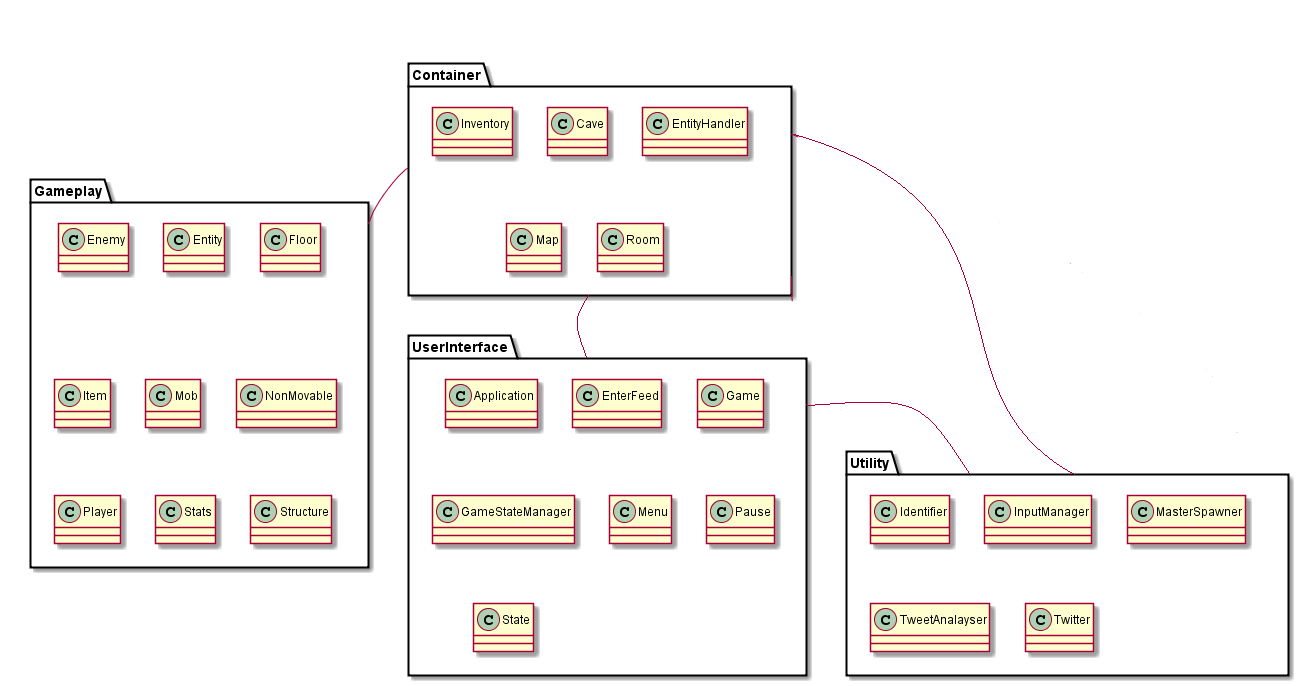 Container
C Inventory
C Cave
C EntityHandler
C Map
C Room
Gameplay
C Enemy
C Entity
C Floor
C Item
C Mob
C NonMovable
C Player
C Stats
C Structure
UserInterface
C Application
C EnterFeed
C Game
C GameStateManager
C Menu
C Pause
C State
Utility
C Identifier
C InputManager
C MasterSpawner
C TweetAnalayser
C Twitter